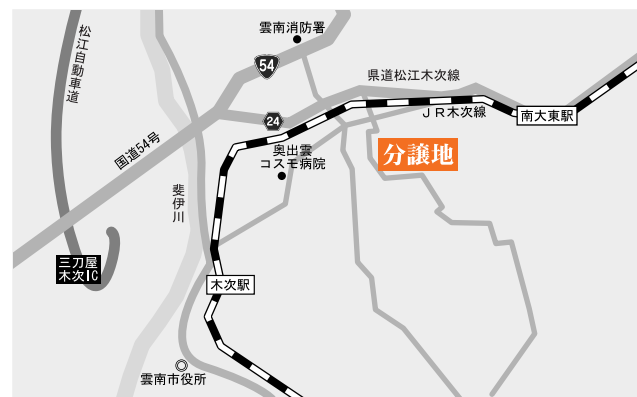 雲南消防署
松江自動車道
54
県道松江木次線
24
JR木次線
南大東駅
国道54号
奥出雲
コスモ病院
分譲地
斐伊川
三刀屋
木次IC
木次駅
雲南市役所